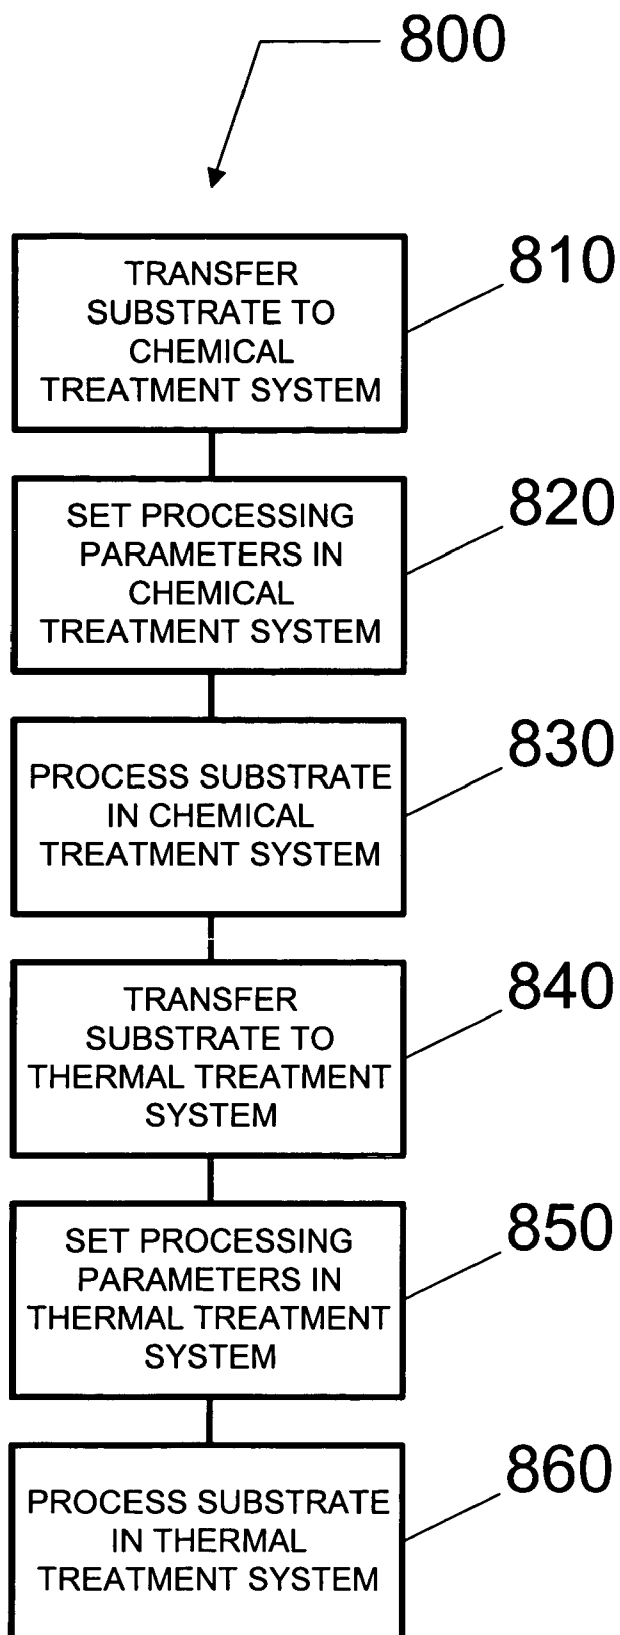 800
810
TRANSFER
SUBSTRATE TO
CHEMICAL
TREATMENT SYSTEM
820
SET PROCESSING
PARAMETERS IN
CHEMICAL
TREATMENT SYSTEM
830
PROCESS SUBSTRATE
IN CHEMICAL
TREATMENT SYSTEM
840
TRANSFER
SUBSTRATE TO
THERMAL TREATMENT
SYSTEM
850
SET PROCESSING
PARAMETERS IN
THERMAL TREATMENT
SYSTEM
860
PROCESS SUBSTRATE
IN THERMAL
TREATMENT SYSTEM